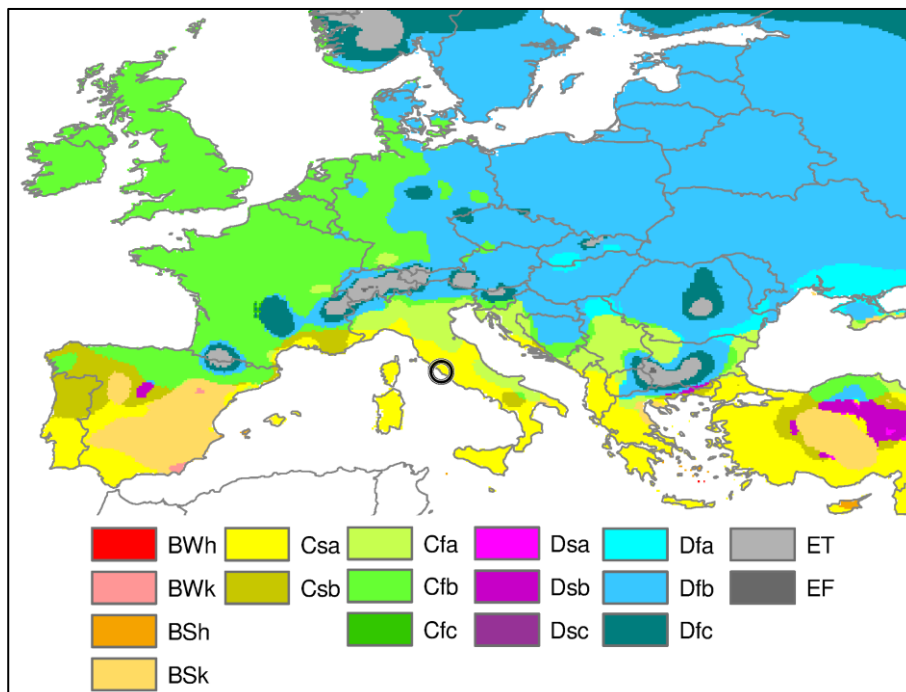 BWh Csa Cfa Dsa Dfa ET
BWk Csb Cfb Dsb Dfb EF
BSh Cfc Dsc Dfc
BSk